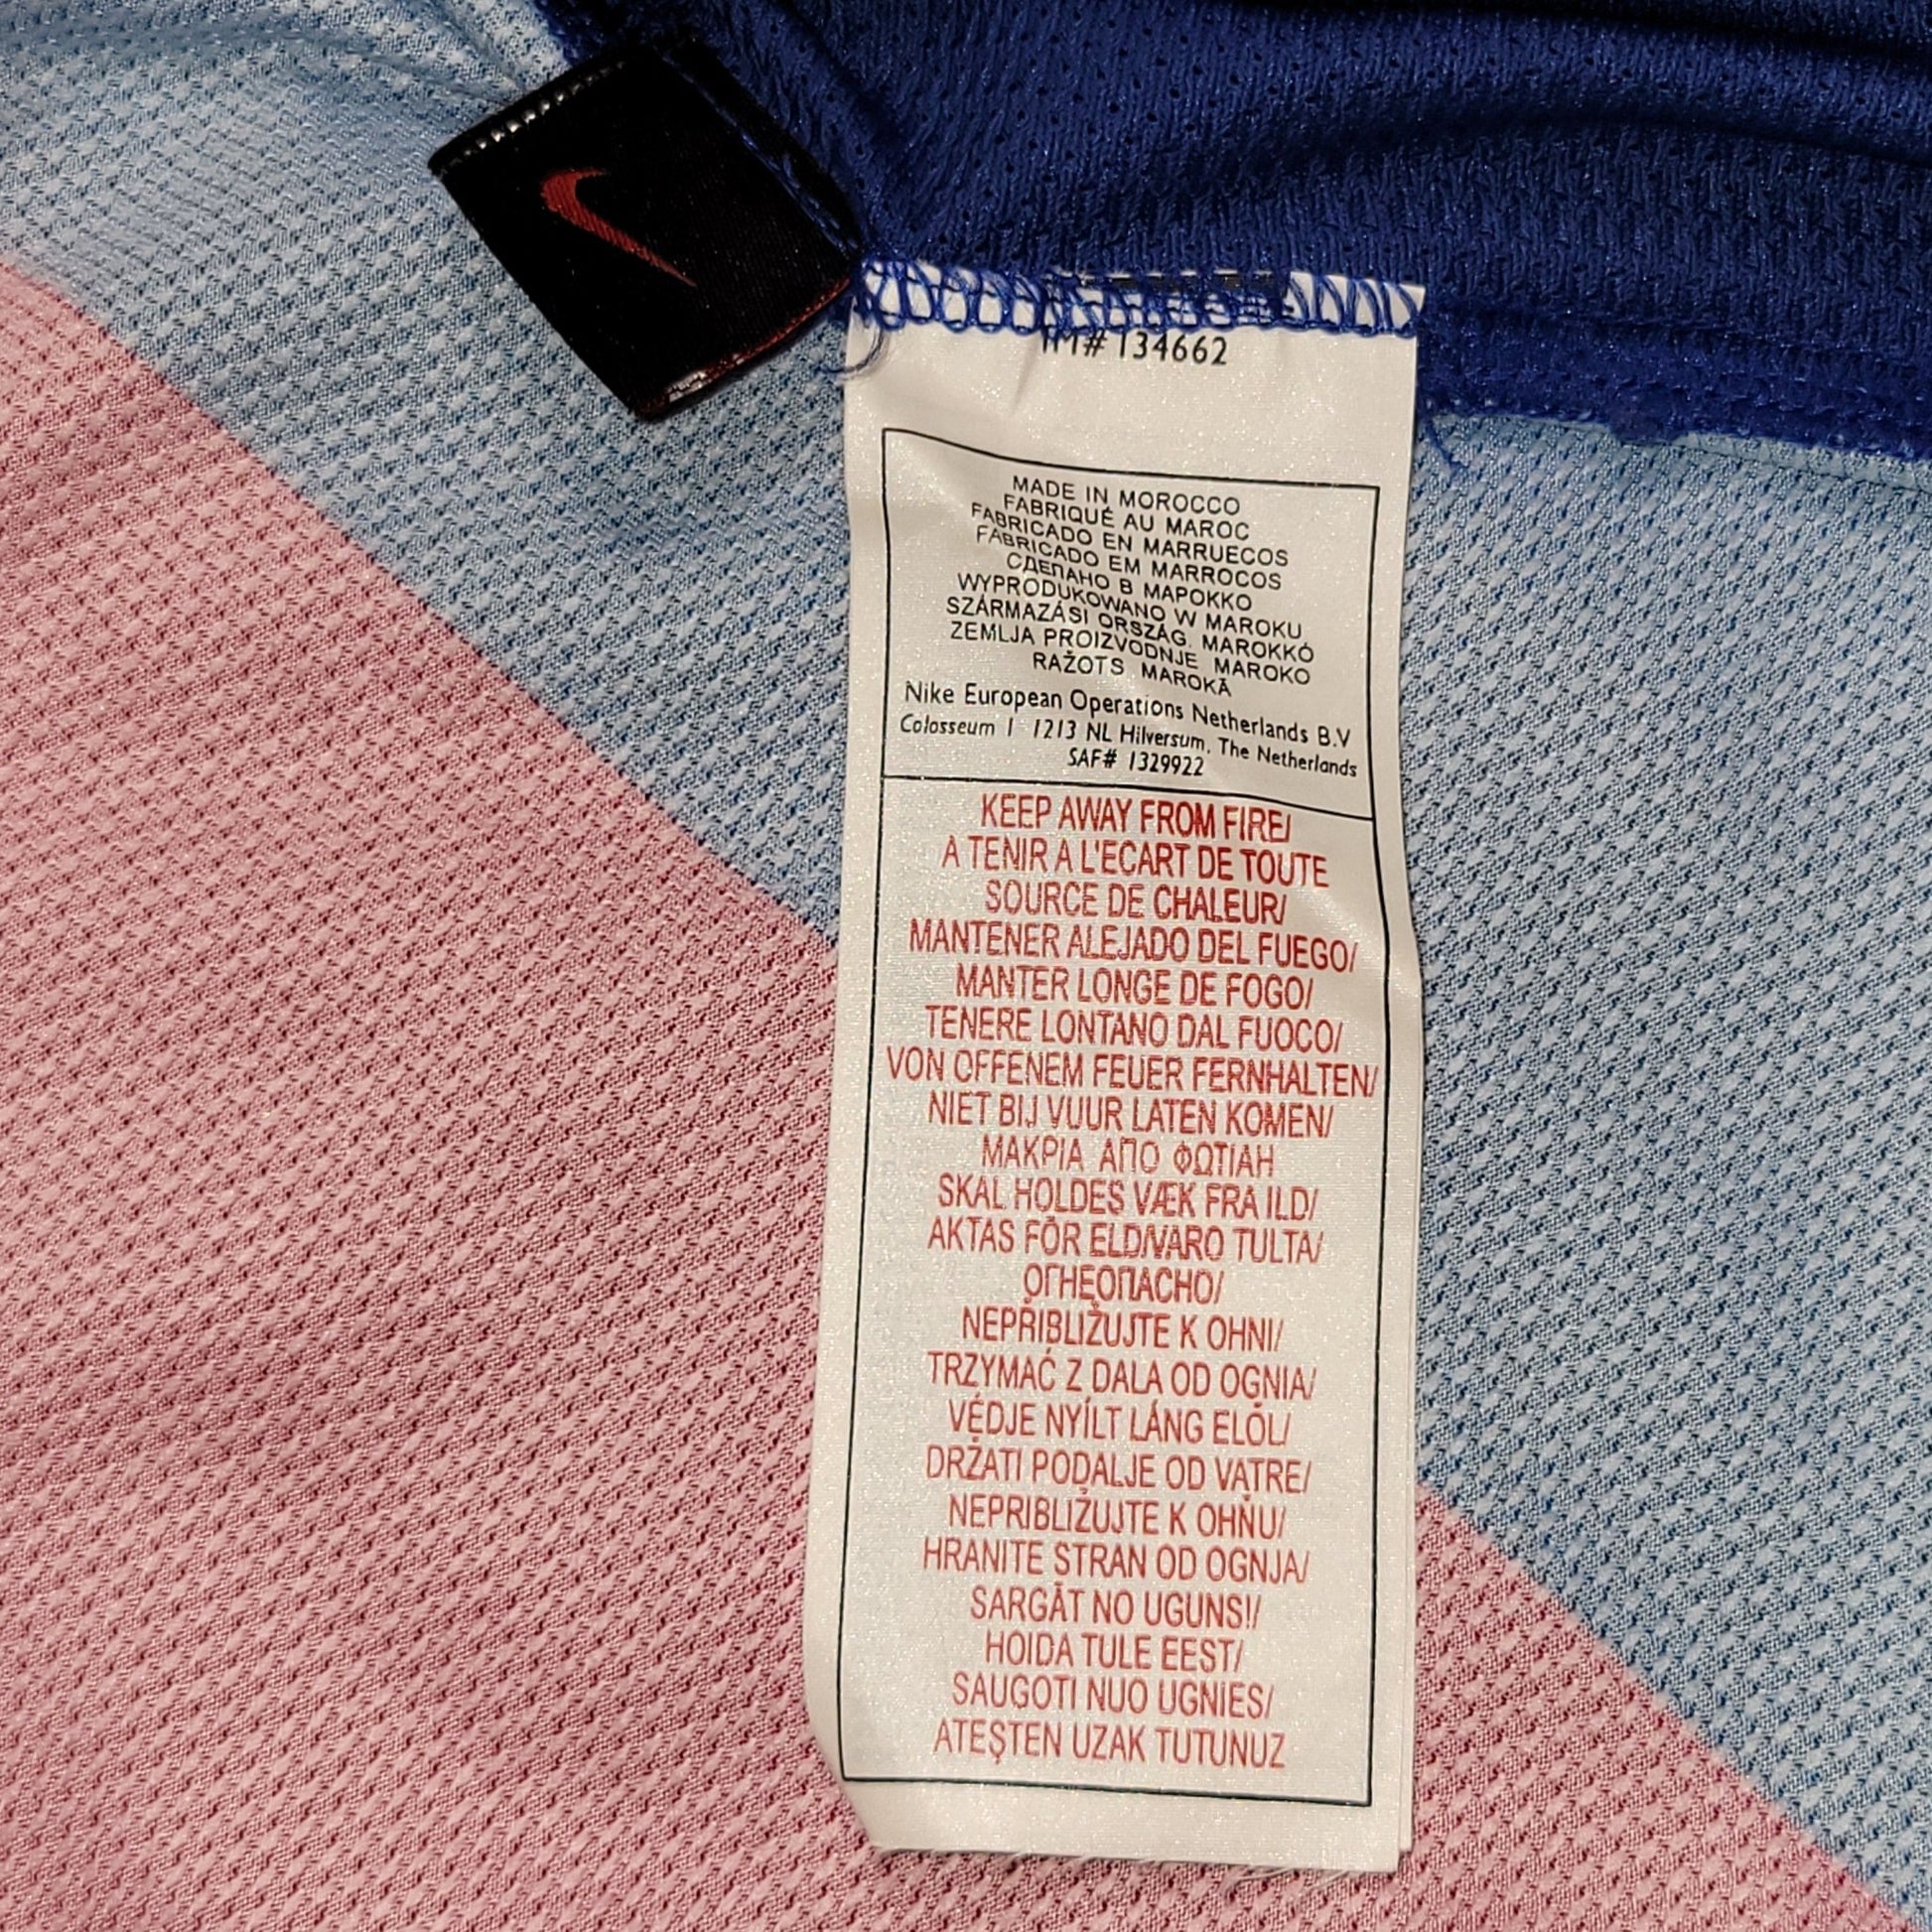 IM# 134662
MADE IN MOROCCO
FABRIQUÉ AU MAROC
FABRICADO EN MARRUECOS
FABRICADO EM MARROCOS
СДЕПАНО В МАРОККО
WYPRODUKOWANO W MAROKU
SZÁRMAZÁSI ORSZÁG. MAROKKÓ
ZEMLJA PROIZVODNJE MAROKO
RAŽOTS MAROKĀ
Nike European Operations Netherlands B.V
Colosseum 1 1213 NL Hilversum, The Netherlands
SAF# 1329922
KEEP AWAY FROM FIRE/
A TENIR A L'ECART DE TOUTE
SOURCE DE CHALEUR/
MANTENER ALEJADO DEL FUEGO/
MANTER LONGE DE FOGO/
TENERE LONTANO DAL FUOCO/
VON OFFENEM FEUER FERNHALTEN/
NIET BIJ VUUR LATEN KOMEN/
ΜΑΚΡΙΑ ΑΠΟ ΦΩΤΙΑΗ
SKAL HOLDES VÆK FRA ILD/
AKTAS FÖR ELD/VARO TULTA/
ОГНЕОПАСНО/
NEPŘIBLIŽUJTE K OHNI/
TRZYMAĆ Z DALA OD OGNIA/
VÉDJE NYÍLT LÁNG ELŐL/
DRŽATI PODALJE OD VATRE/
NEPRIBLIŽUJTE K OHŇU/
HRANITE STRAN OD OGNJA/
SARGĀT NO UGUNS!/
HOIDA TULE EEST/
SAUGOTI NUO UGNIES/
ATEŞTEN UZAK TUTUNUZ